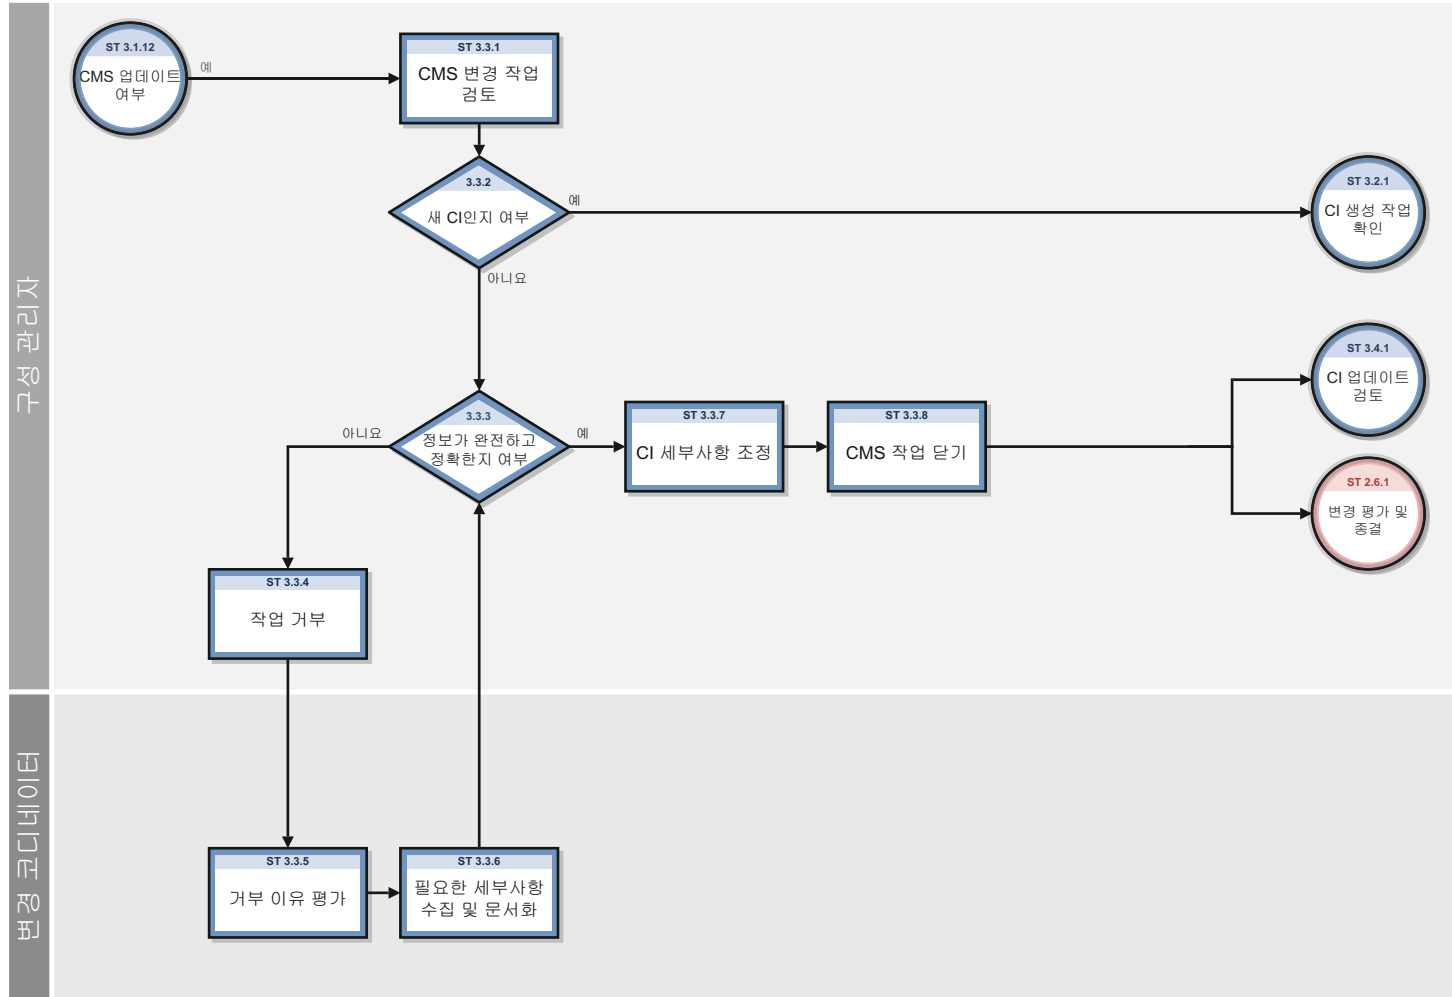 ST 3.1.12
CMS 업데이트
여부
예
ST 3.3.1
CMS 변경 작업
검토
3.3.2
새 CI인지 여부
예
아니요
ST 3.2.1
CI 생성 작업
확인
구성 관리자
ST 3.4.1
CI 업데이트
검토
3.3.3
정보가 완전하고
정확한지 여부
아니요
예
ST 3.3.7
CI 세부사항 조정
ST 3.3.8
CMS 작업 닫기
ST 2.6.1
변경 평가 및
종결
ST 3.3.4
작업 거부
변경 코디네이터
ST 3.3.5
거부 이유 평가
ST 3.3.6
필요한 세부사항
수집 및 문서화